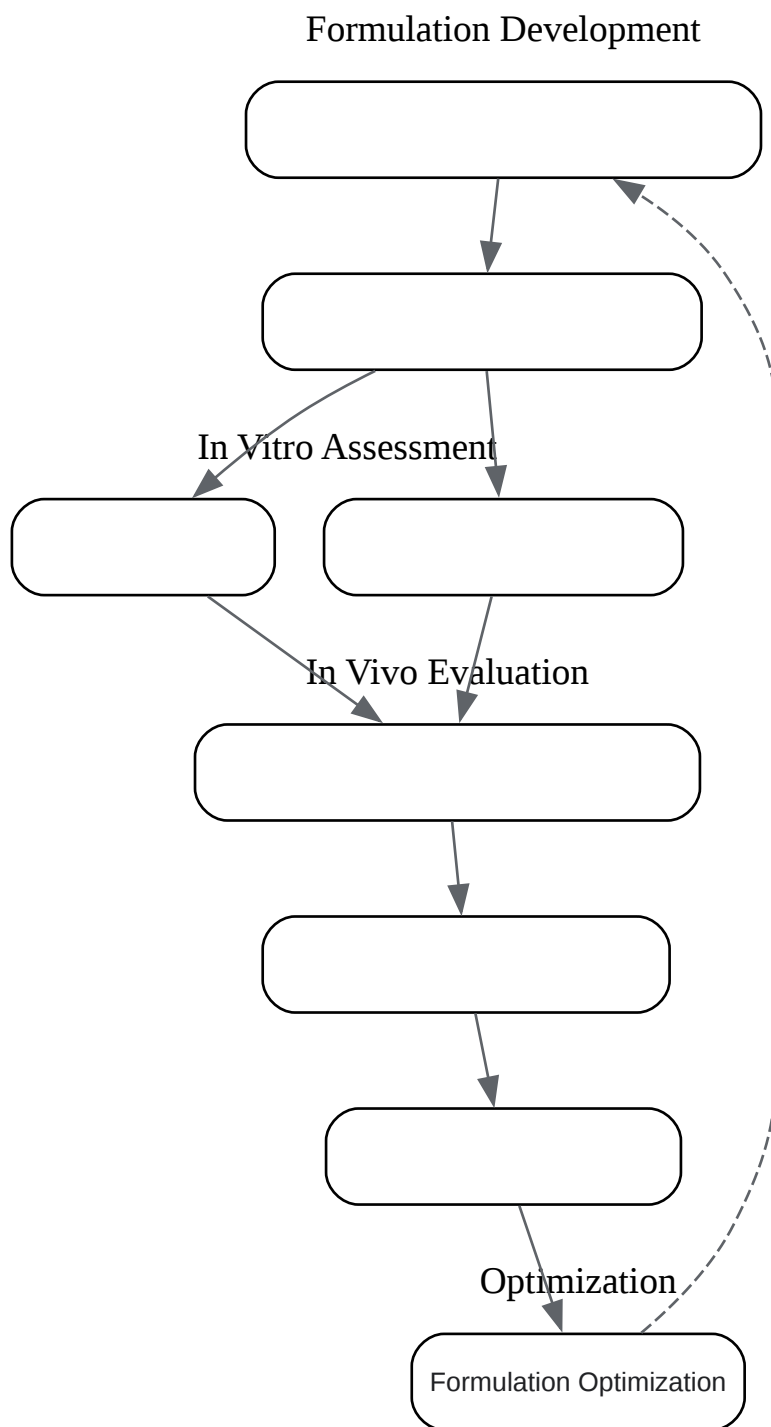 Formulation Development
In Vitro Assessment
In Vivo Evaluation
Optimization
Formulation Optimization